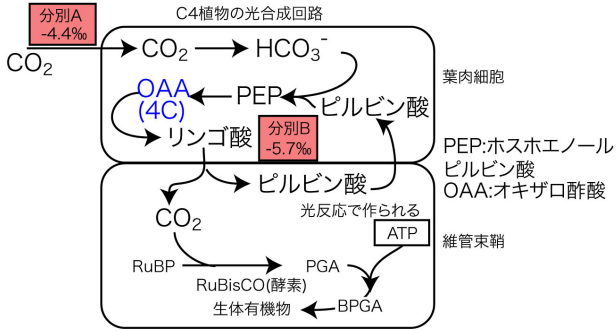 C4植物の光合成回路
分別A
-4.4‰
CO2
CO2
HCO3-
葉肉細胞
OAA
(4C)
PEP
ピルビン酸
リンゴ酸
分別B
-5.7‰
PEP:ホスホエノール
ピルビン酸
OAA:オキザロ酢酸
ピルビン酸
CO2
光反応で作られる
ATP
維管束鞘
RuBP
PGA
RuBisCO(酵素)
生体有機物
BPGA